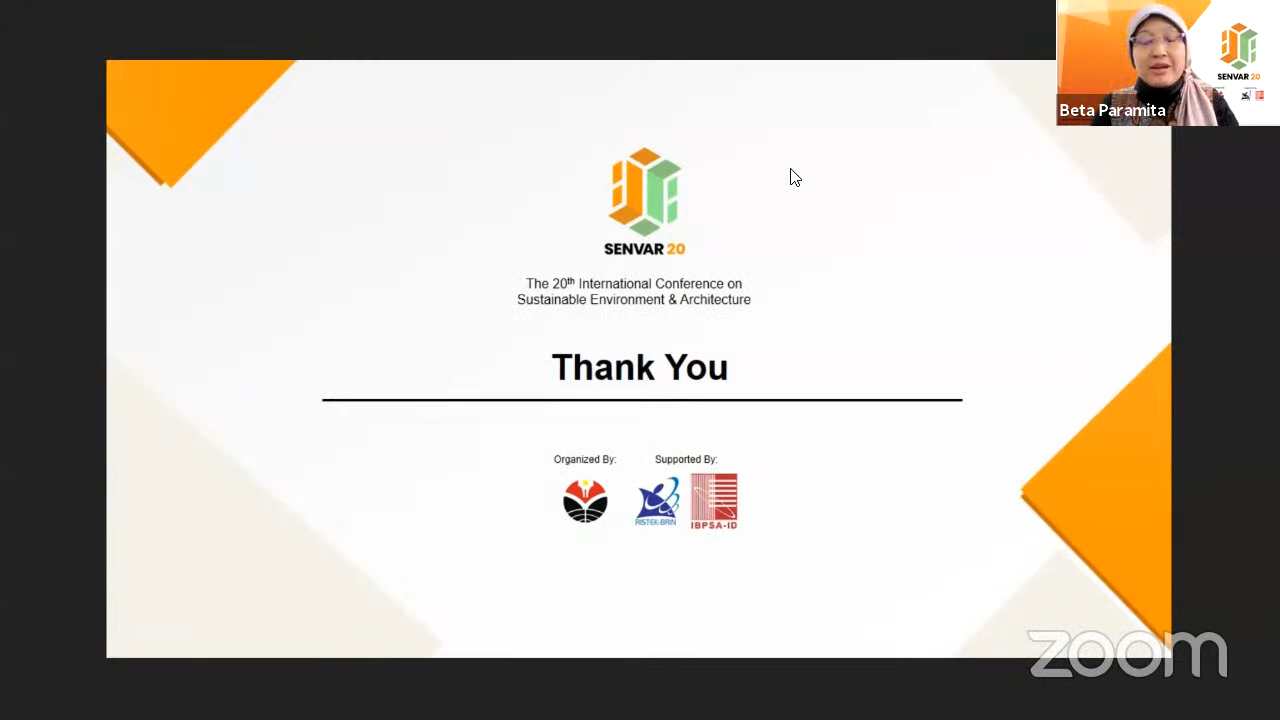 Beta Paramita
SENVAR 20
SENVAR 20
The 20th International Conference on
Sustainable Environment & Architecture
Thank You
Organized By:
Supported By:
RISTEK-BRIN
IBPSA-ID
zoom